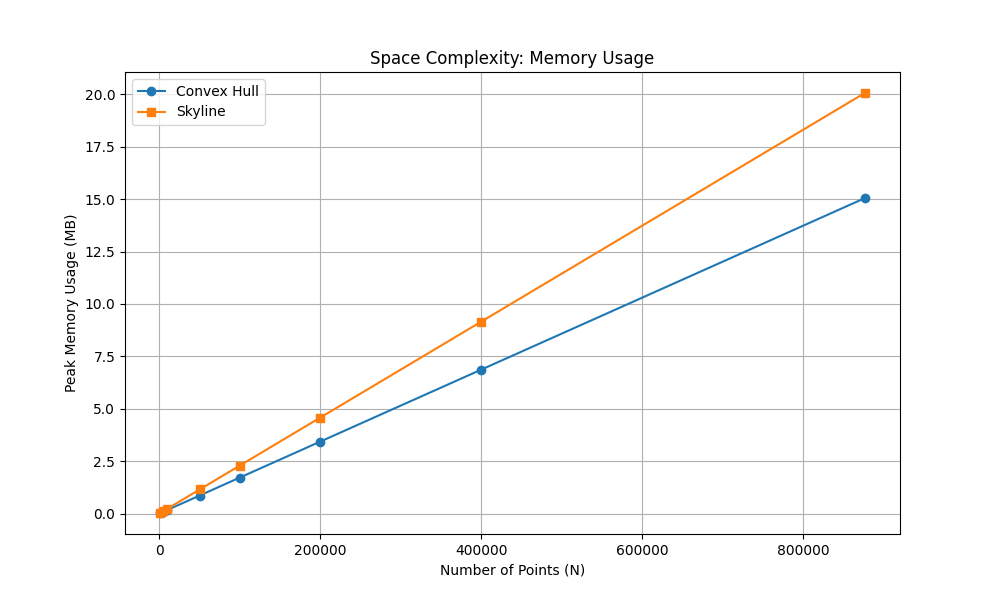 Space Complexity: Memory Usage
Convex Hull
Skyline
20.0
17.5
15.0
12.5
10.0
7.5
5.0
2.5
0.0
Peak Memory Usage (MB)
0 200000 400000 600000 800000
Number of Points (N)